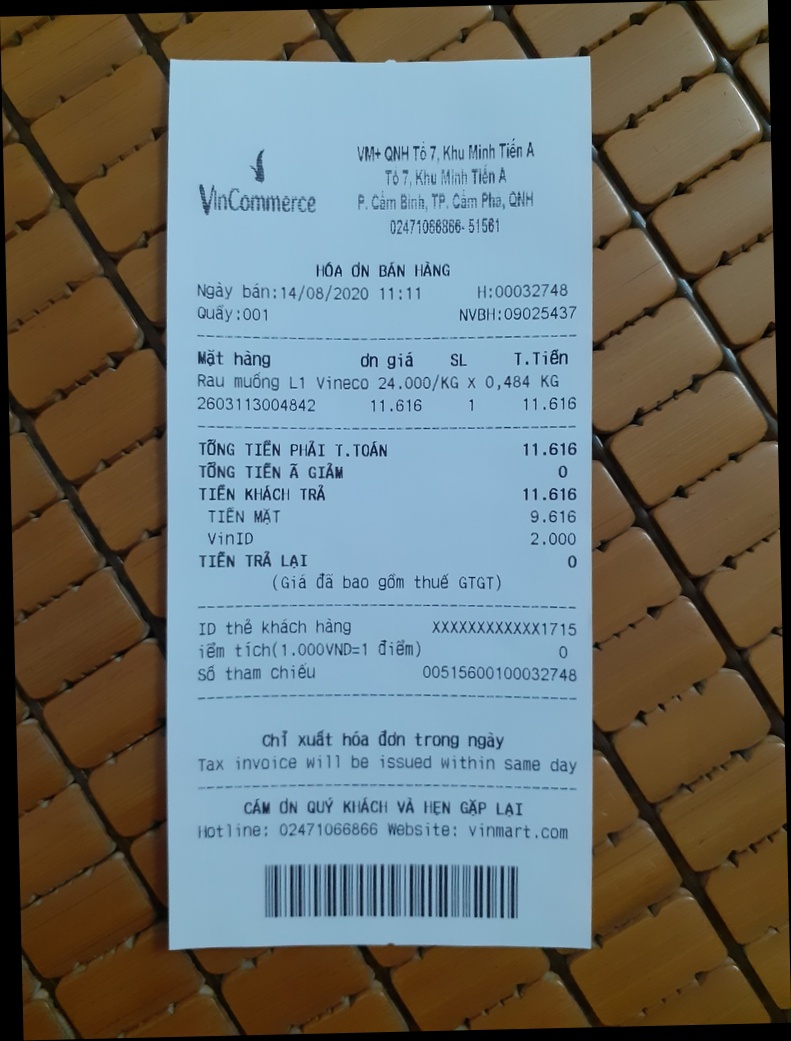 VinCommerce
VM+ QNH Tổ 7, Khu Minh Tiến A
Tổ 7, Khu Minh Tiến A
P. Cẩm Bình, TP. Cẩm Phả, QNH
02471066866-51561
HÓA ƠN BÁN HÀNG
Ngày bán:14/08/2020 11:11 H:00032748
Quầy:001 NVBH:09025437
Mặt hàng ơn giá SL T.Tiền
Rau muống L1 Vineco 24.000/KG X 0,484 KG
2603113004842 11.616 1 11.616
TỔNG TIỀN PHẢI T.TOÁN 11.616
TỔNG TIỀN Ã GIẢM 0
TIỀN KHÁCH TRẢ 11.616
TIỀN MẶT 9.616
VinID 2.000
TIỀN TRẢ LẠI 0
(Giá đã bao gồm thuế GTGT)
ID thẻ khách hàng XXXXXXXXXXXX1715
iểm tích(1.000VND=1 điểm) 0
Số tham chiếu 00515600100032748
Chỉ xuất hóa đơn trong ngày
Tax invoice will be issued within same day
CÁM ƠN QUÝ KHÁCH VÀ HẸN GẶP LẠI
Hotline: 02471066866 Website: vinmart.com